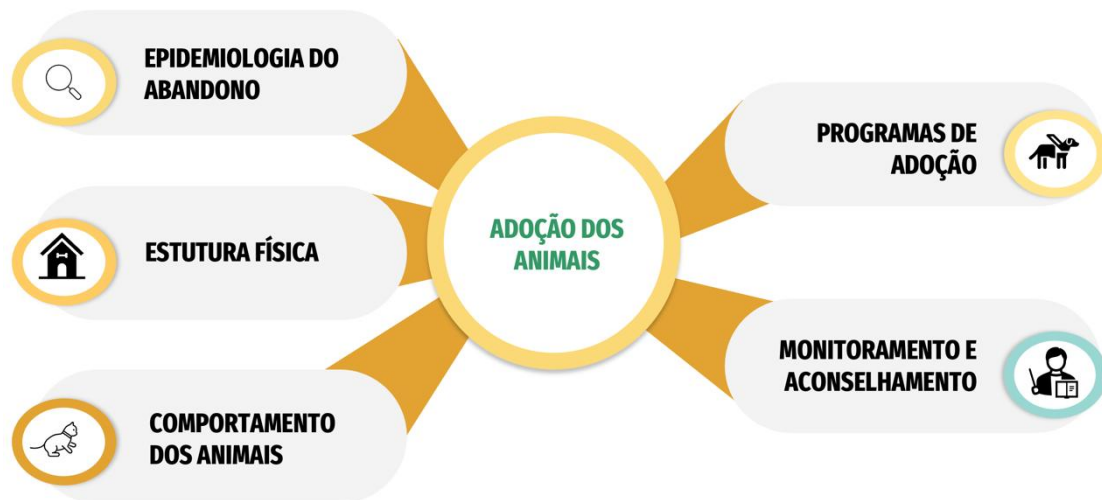 EPIDEMIOLOGIA DO
ABANDONO
ESTUTURA FÍSICA
COMPORTAMENTO
DOS ANIMAIS
ADOÇÃO DOS
ANIMAIS
PROGRAMAS DE
ADOÇÃO
MONITORAMENTO E
ACONSELHAMENTO